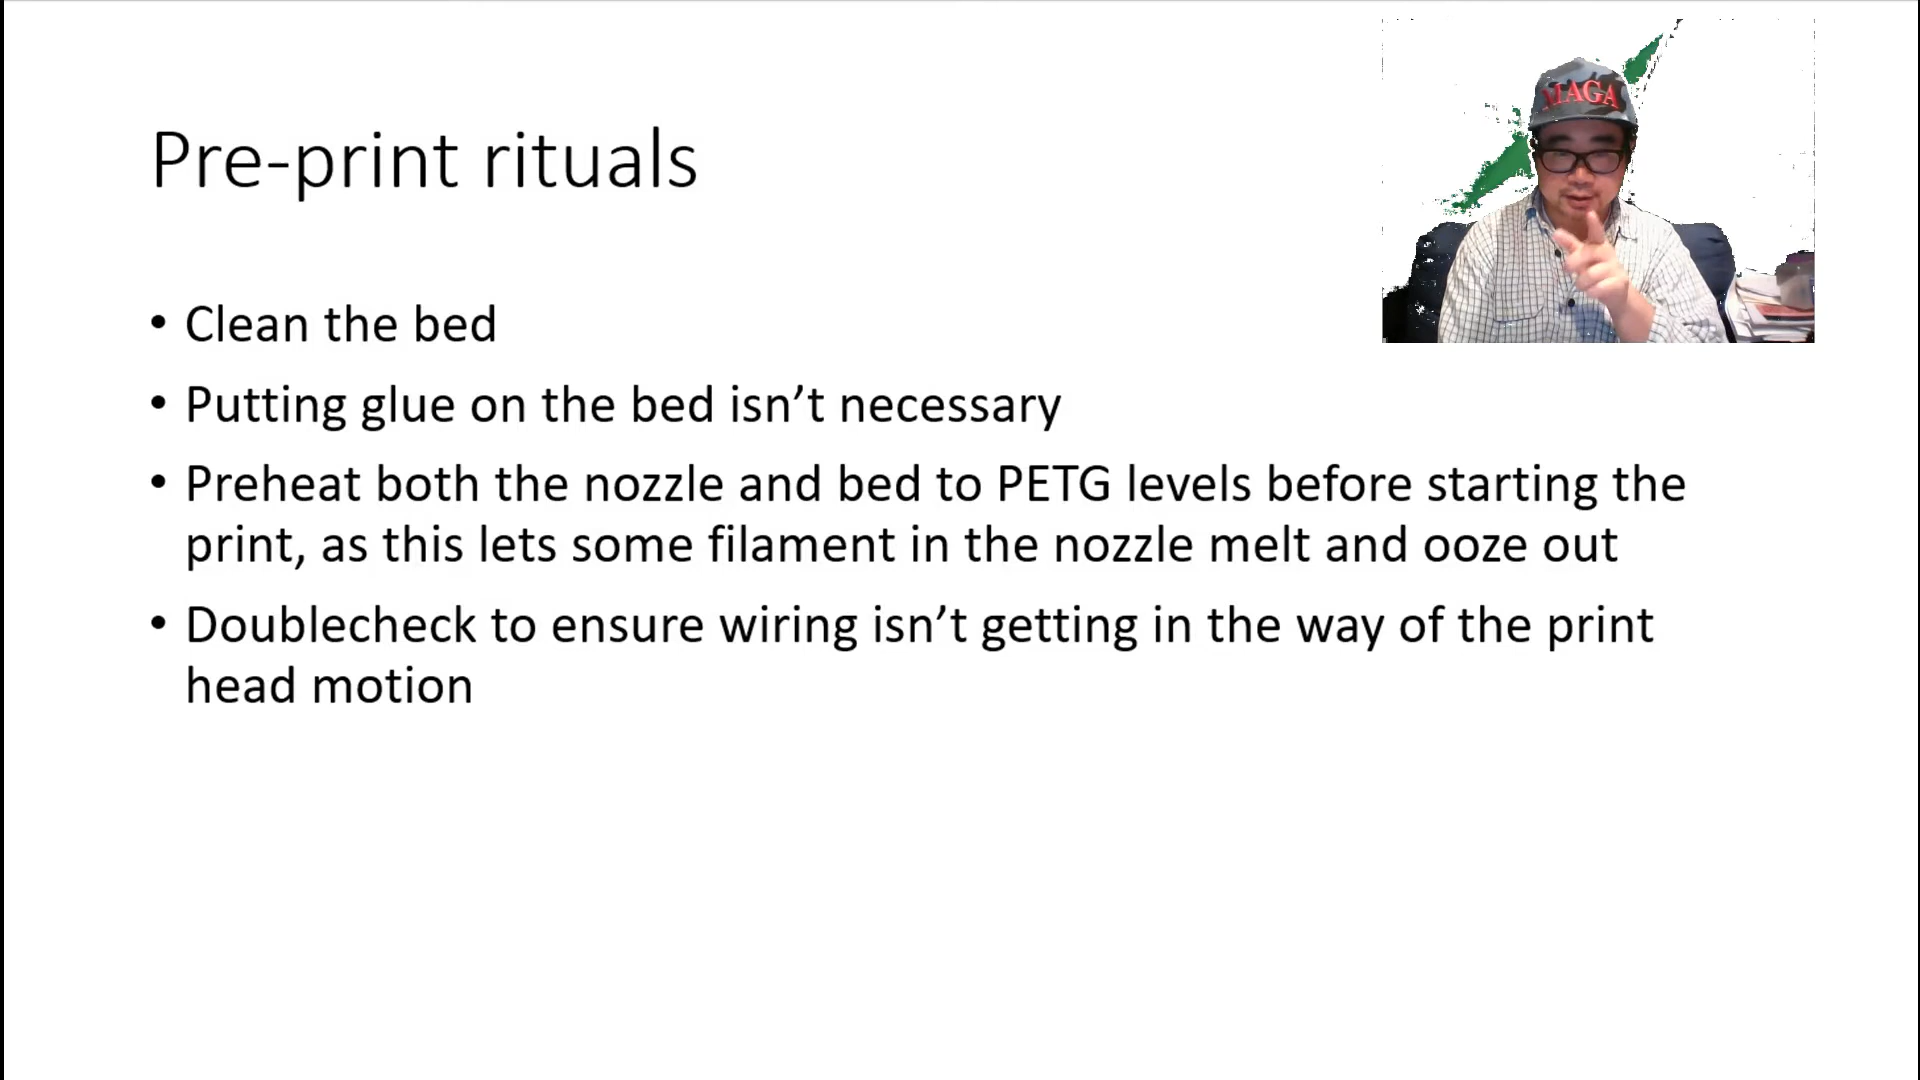 MAGA
Pre-print rituals
• Clean the bed
• Putting glue on the bed isn’t necessary
• Preheat both the nozzle and bed to PETG levels before starting the
print, as this lets some filament in the nozzle melt and ooze out
• Doublecheck to ensure wiring isn’t getting in the way of the print
head motion